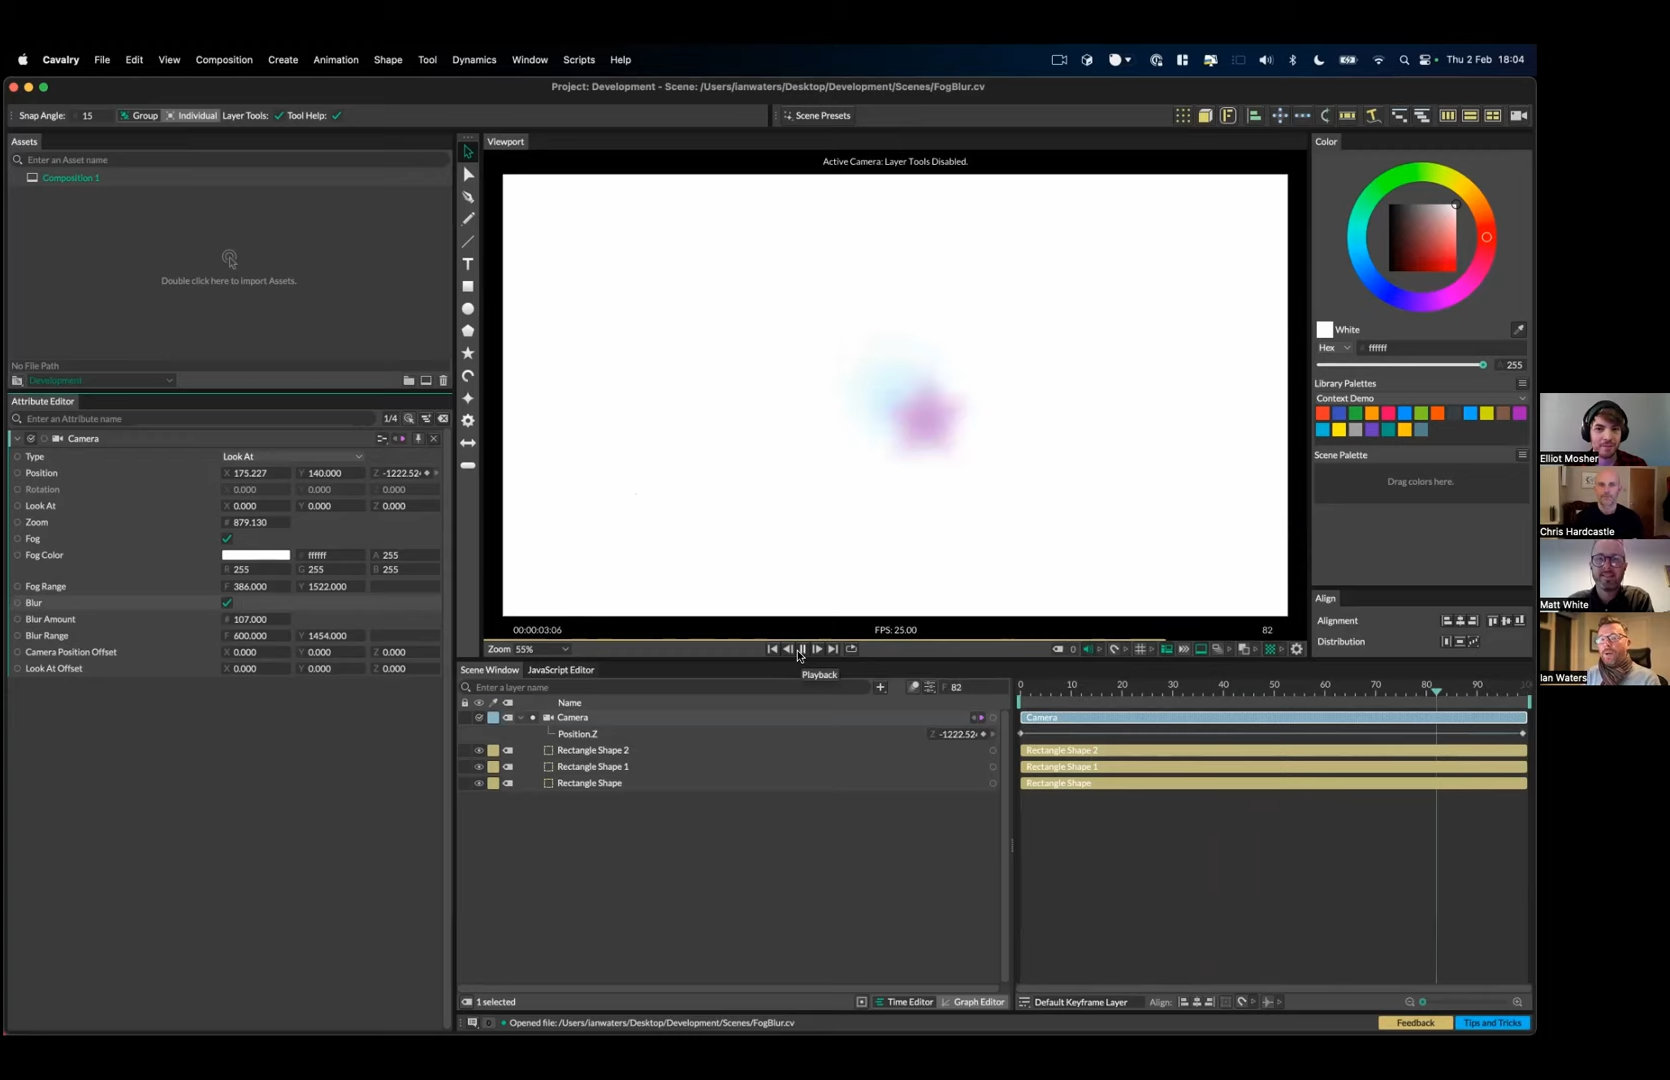 Cavalry File Edit View Composition Create Animation Shape Tool Dynamics Window Scripts Help Thu 2 Feb 18:04
Project: Development - Scene: /Users/ianwaters/Desktop/Development/Scenes/FogBlur.cv
Snap Angle: 15 Group Individual Layer Tools: Tool Help: Scene Presets
Assets
Enter an Asset name
Composition 1
Double click here to import Assets.
No File Path
Development
Attribute Editor
Enter an Attribute name 1/4
Camera
Type Look At
Position X 175.227 Y 140.000 Z -1222.52
Rotation X 0.000 Y 0.000 Z 0.000
Look At X 0.000 Y 0.000 Z 0.000
Zoom # 879.130
Fog
Fog Color # ffffff A 255
R 255 G 255 B 255
Fog Range F 386.000 Y 1522.000
Blur
Blur Amount # 107.000
Blur Range F 600.000 Y 1454.000
Camera Position Offset X 0.000 Y 0.000 Z 0.000
Look At Offset X 0.000 Y 0.000 Z 0.000
Viewport
Active Camera: Layer Tools Disabled.
00:00:03:06 FPS: 25.00 82
Zoom 55% 0
Playback
Scene Window JavaScript Editor
Enter a layer name F 82
Name
Camera
Position.Z Z -1222.52
Rectangle Shape 2
Rectangle Shape 1
Rectangle Shape
1 selected Time Editor Graph Editor
0 10 20 30 40 50 60 70 80 90
Camera
Rectangle Shape 2
Rectangle Shape 1
Rectangle Shape
Default Keyframe Layer Align:
Opened file: /Users/ianwaters/Desktop/Development/Scenes/FogBlur.cv
Feedback Tips and Tricks
Color
White
Hex # ffffff
A 255
Library Palettes
Context Demo
Scene Palette
Drag colors here.
Align
Alignment
Distribution
Elliot Mosher
Chris Hardcastle
Matt White
Ian Waters